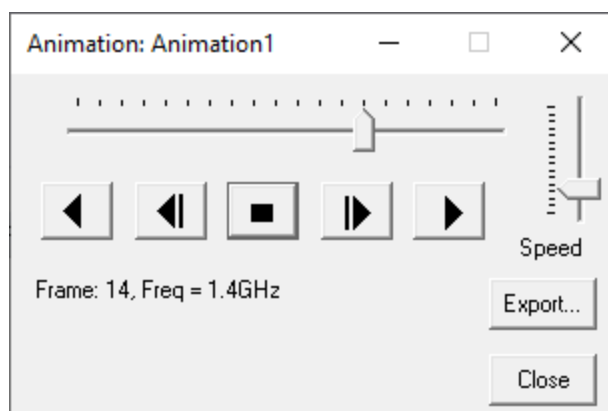 Animation: Animation1
Speed
Frame: 14, Freq = 1.4GHz
Export...
Close